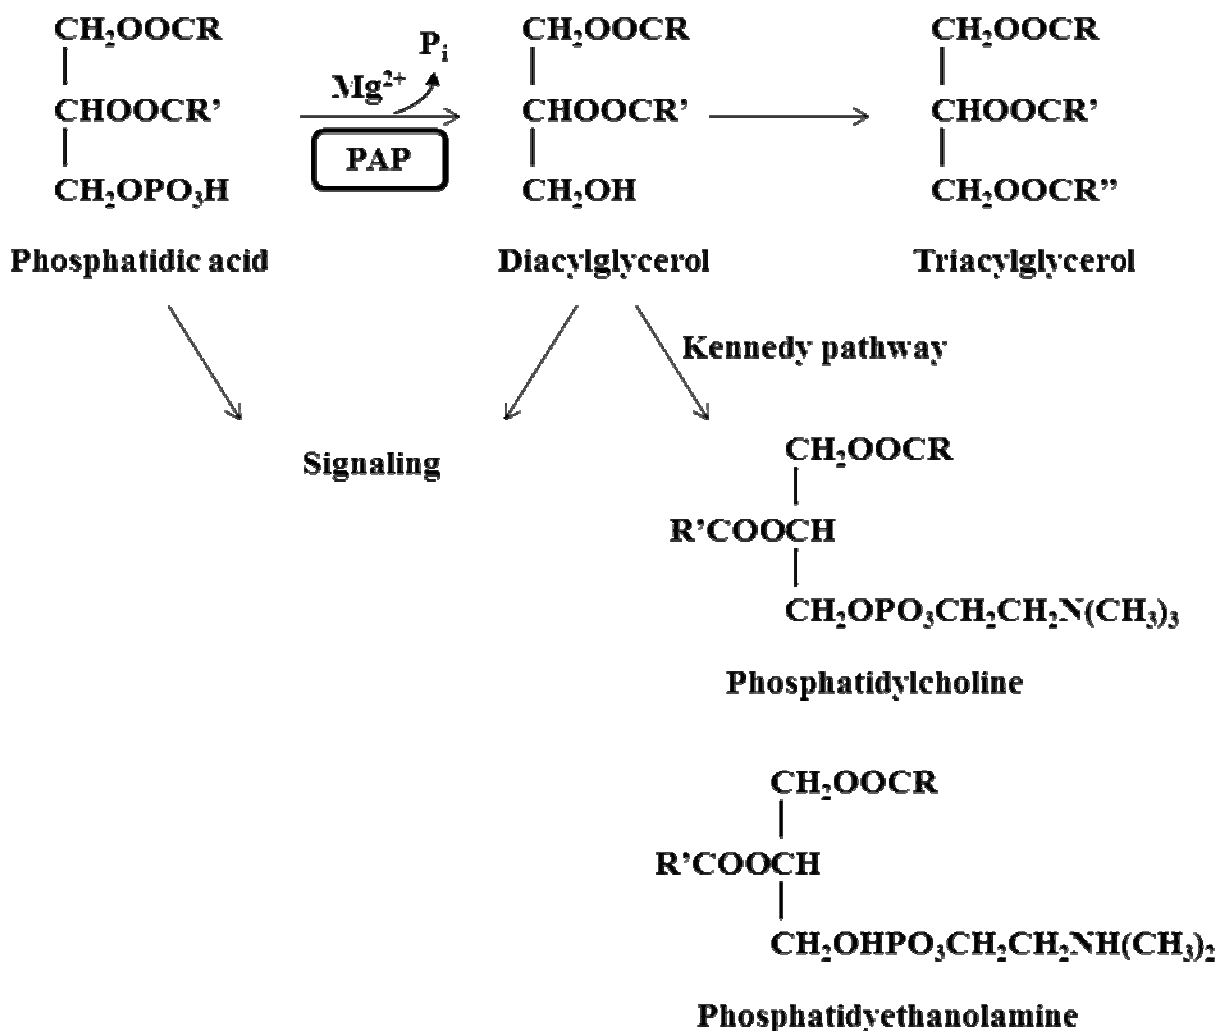 CH₂OOCR
CHOOCR’
CH₂OPO₃H
Phosphatidic acid
Mg²⁺
Pᵢ
PAP
CH₂OOCR
CHOOCR’
CH₂OH
Diacylglycerol
CH₂OOCR
CHOOCR’
CH₂OOCR”
Triacylglycerol
Signaling
Kennedy pathway
CH₂OOCR
R’COOCH
CH₂OPO₃CH₂CH₂N(CH₃)₃
Phosphatidylcholine
CH₂OOCR
R’COOCH
CH₂OHPO₃CH₂CH₂NH(CH₃)₂
Phosphatidyethanolamine